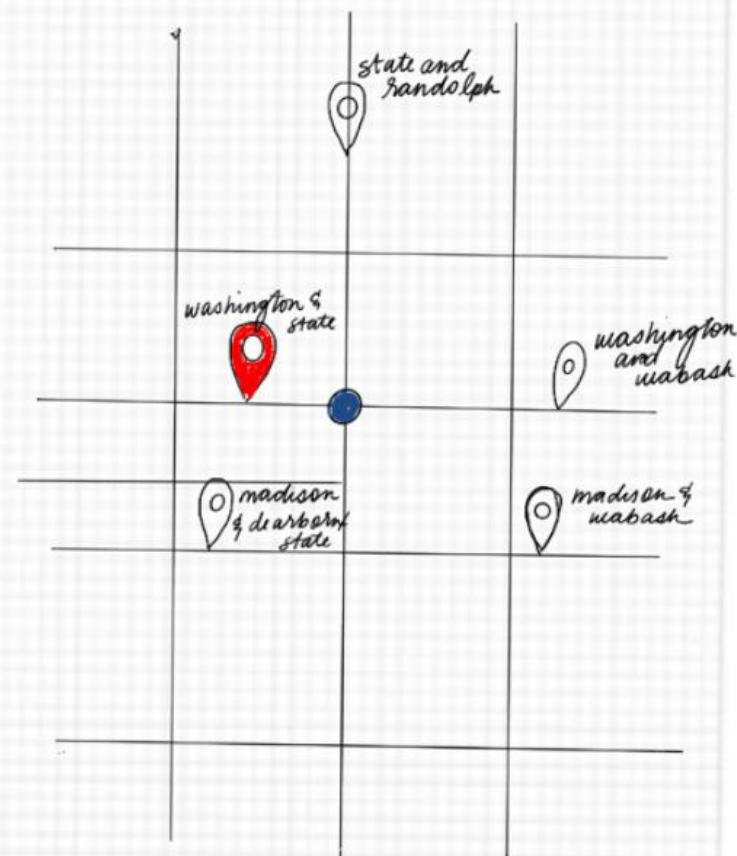 state and
randolph
washington &
state
washington
and
wabash
madison
& dearborn/
state
madison &
wabash